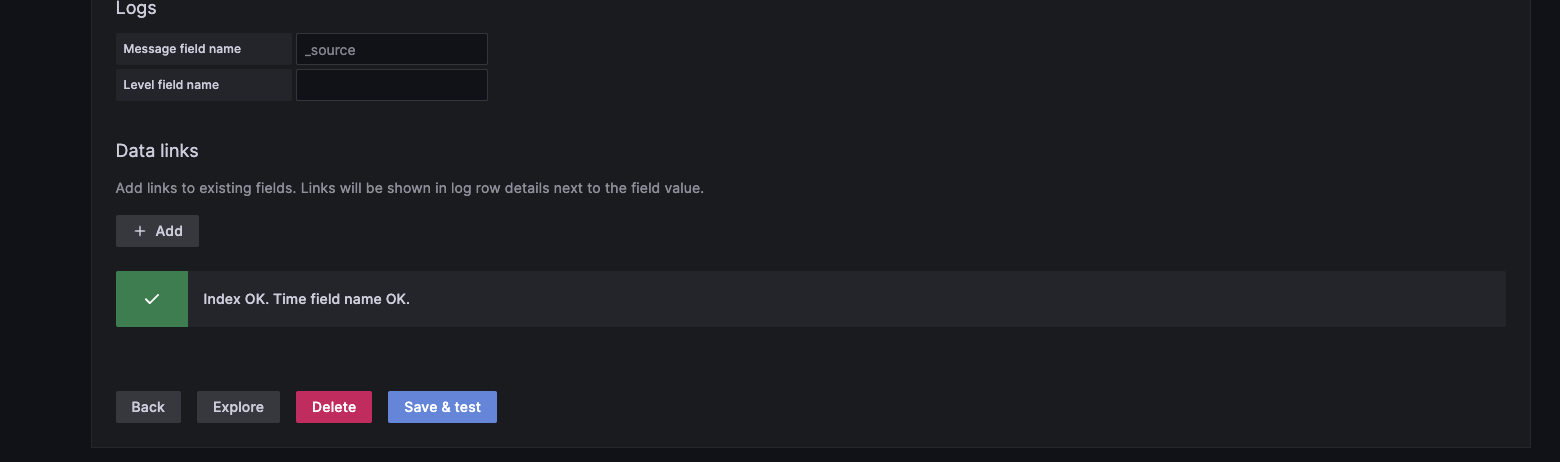 Logs
Message field name
_source
Level field name
Data links
Add links to existing fields. Links will be shown in log row details next to the field value.
+ Add
Index OK. Time field name OK.
Back Explore Delete Save & test